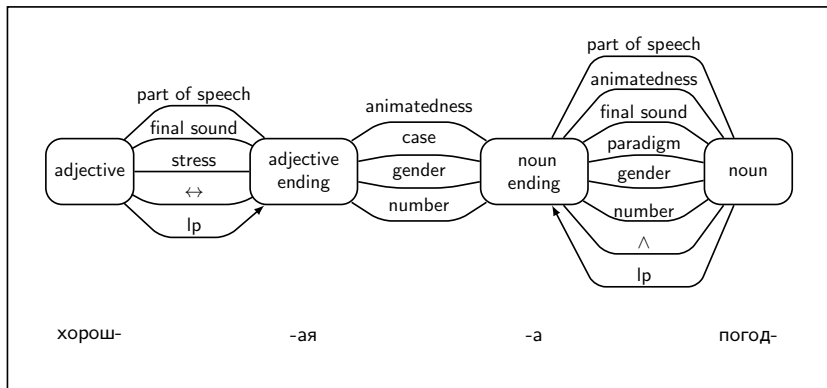 part of speech
final sound
stress
↔
lp
animatedness
case
gender
number
part of speech
animatedness
final sound
paradigm
gender
number
∧
lp
adjective
adjective
ending
noun
ending
noun
хорош-
-ая
-а
погод-